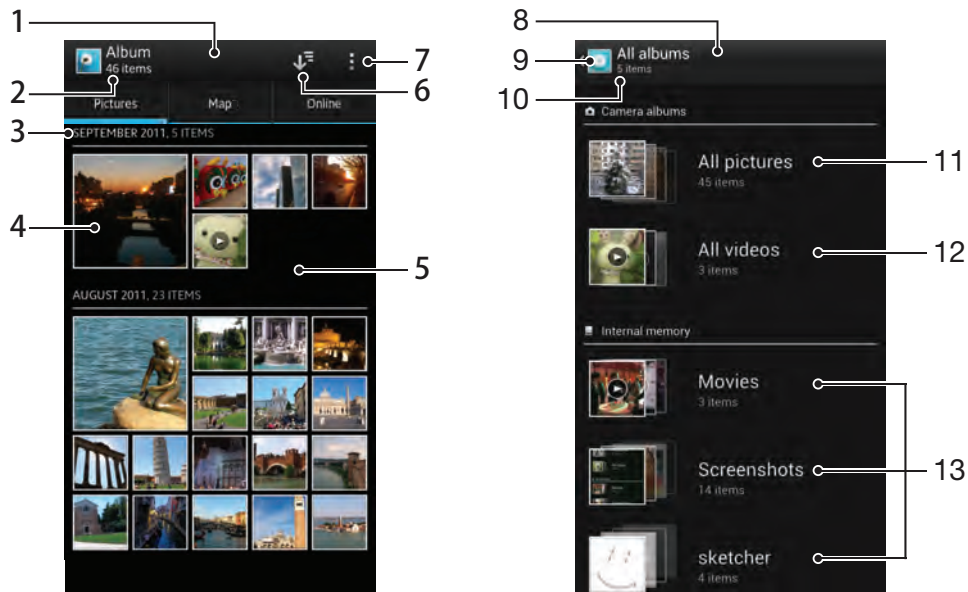 1
Album
46 items
2
6
7
Pictures
Map
Online
3
SEPTEMBER 2011, 5 ITEMS
4
5
AUGUST 2011, 23 ITEMS
8
9
All albums
5 items
10
Camera albums
All pictures
45 items
11
All videos
3 items
12
Internal memory
Movies
3 items
Screenshots
14 items
13
sketcher
4 items